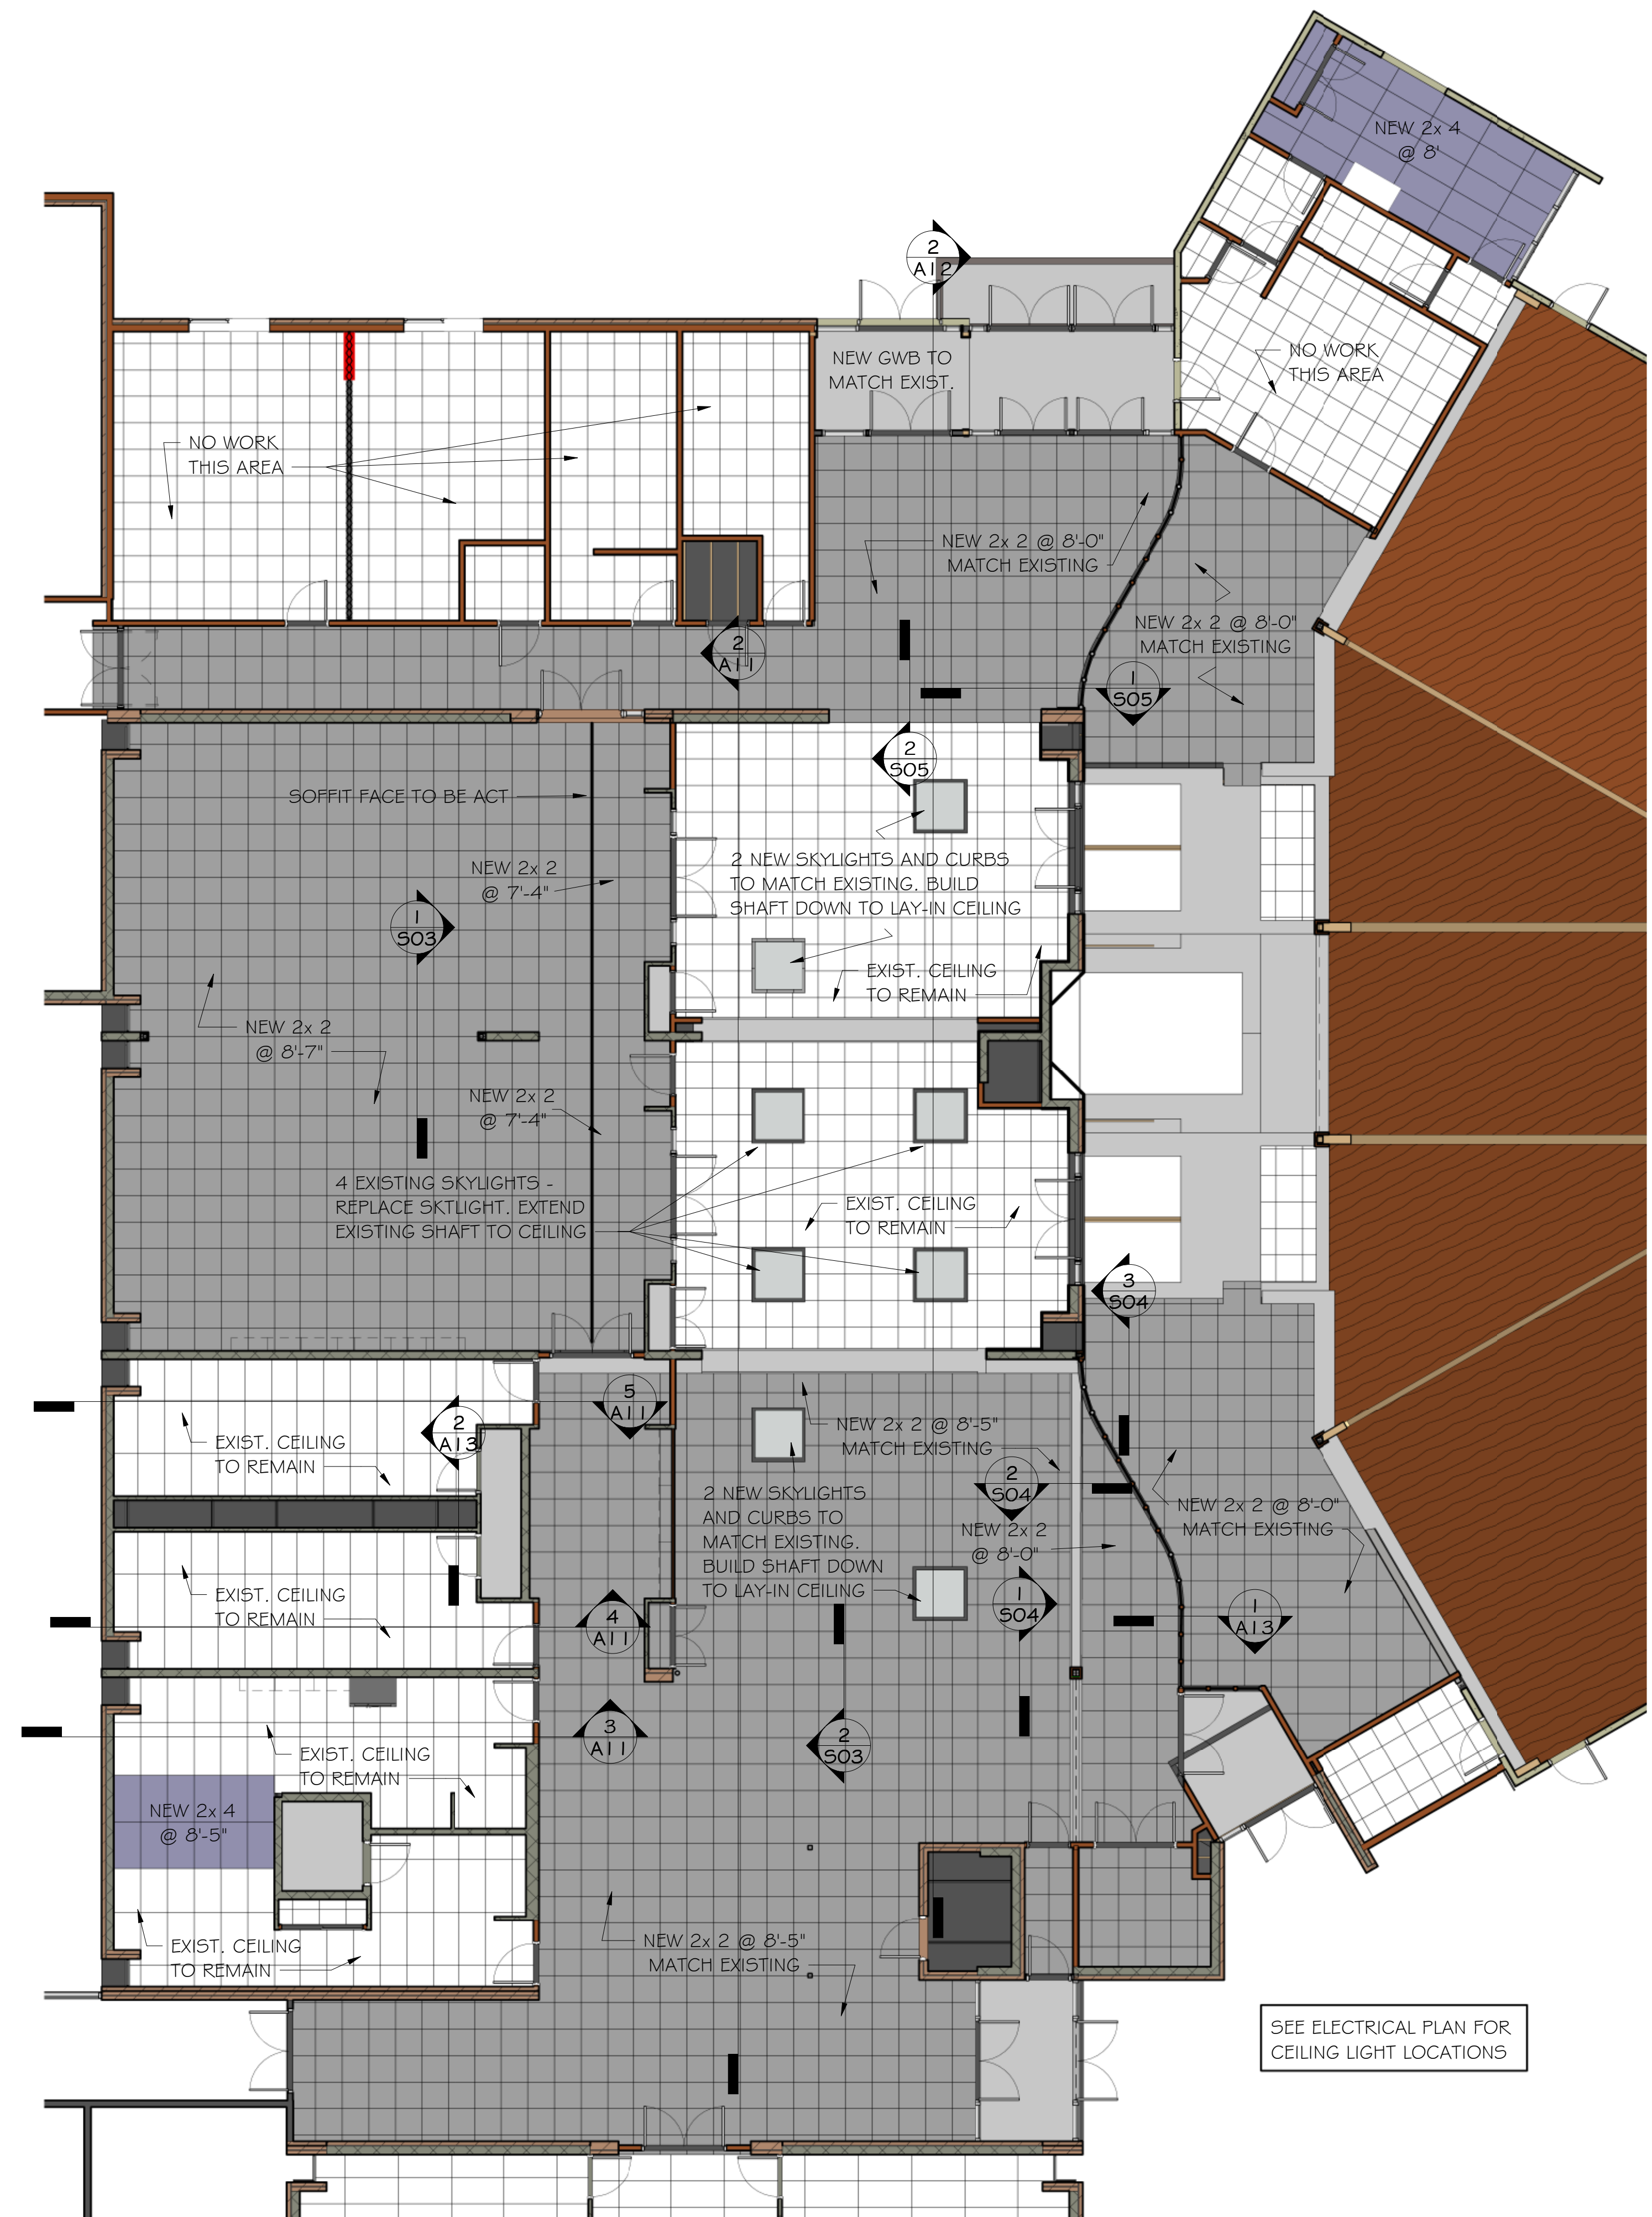 NEW 2x 4
@ 8'
2
A12
NEW GWB TO
MATCH EXIST.
NO WORK
THIS AREA
NO WORK
THIS AREA
NEW 2x 2 @ 8'-0"
MATCH EXISTING
NEW 2x 2 @ 8'-0"
MATCH EXISTING
2
A11
1
S05
2
S05
SOFFIT FACE TO BE ACT
NEW 2x 2
@ 7'-4"
2 NEW SKYLIGHTS AND CURBS
TO MATCH EXISTING. BUILD
SHAFT DOWN TO LAY-IN CEILING
1
S03
EXIST. CEILING
TO REMAIN
NEW 2x 2
@ 8'-7"
NEW 2x 2
@ 7'-4"
4 EXISTING SKYLIGHTS -
REPLACE SKTLIGHT. EXTEND
EXISTING SHAFT TO CEILING
EXIST. CEILING
TO REMAIN
3
S04
5
A11
2
A13
EXIST. CEILING
TO REMAIN
NEW 2x 2 @ 8'-5"
MATCH EXISTING
2
S04
2 NEW SKYLIGHTS
AND CURBS TO
MATCH EXISTING.
BUILD SHAFT DOWN
TO LAY-IN CEILING
NEW 2x 2
@ 8'-0"
NEW 2x 2 @ 8'-0"
MATCH EXISTING
EXIST. CEILING
TO REMAIN
4
A11
1
S04
1
A13
3
A11
2
S03
EXIST. CEILING
TO REMAIN
NEW 2x 4
@ 8'-5"
EXIST. CEILING
TO REMAIN
NEW 2x 2 @ 8'-5"
MATCH EXISTING
SEE ELECTRICAL PLAN FOR
CEILING LIGHT LOCATIONS